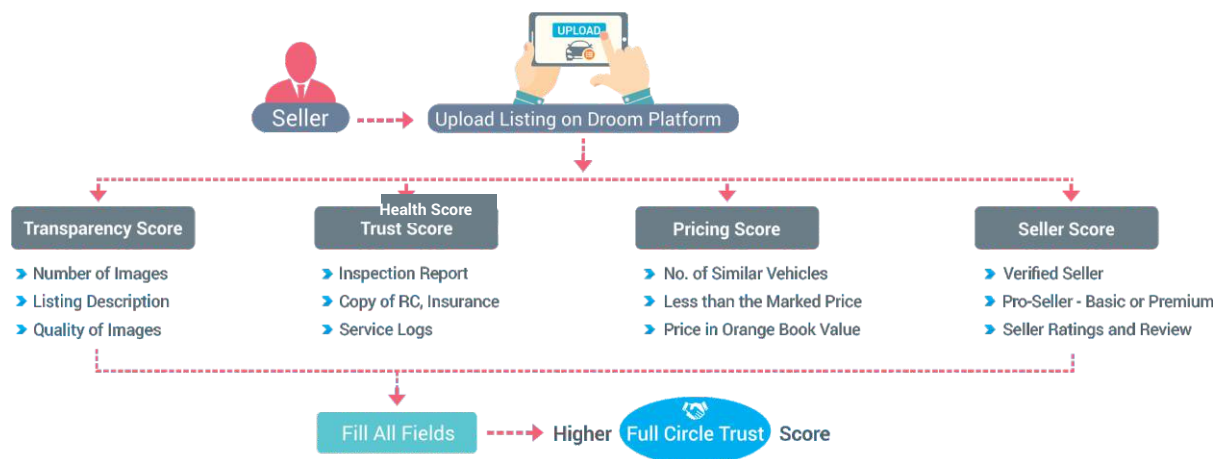 UPLOAD
Seller
Upload Listing on Droom Platform
Transparency Score
Number of Images
Listing Description
Quality of Images
Health Score
Trust Score
Inspection Report
Copy of RC, Insurance
Service Logs
Pricing Score
No. of Similar Vehicles
Less than the Marked Price
Price in Orange Book Value
Seller Score
Verified Seller
Pro-Seller - Basic or Premium
Seller Ratings and Review
Fill All Fields
Higher Full Circle Trust Score